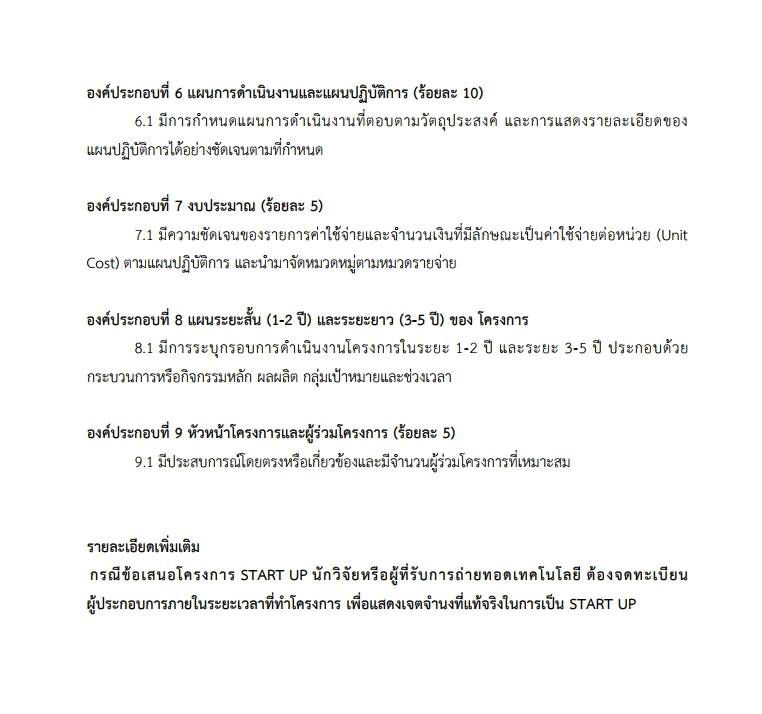 องค์ประกอบที่ 6 แผนการดำเนินงานและแผนปฏิบัติการ (ร้อยละ 10)
6.1 มีการกำหนดแผนการดำเนินงานที่ตอบตามวัตถุประสงค์ และการแสดงรายละเอียดของ
แผนปฏิบัติการได้อย่างชัดเจนตามที่กำหนด
องค์ประกอบที่ 7 งบประมาณ (ร้อยละ 5)
7.1 มีความชัดเจนของรายการค่าใช้จ่ายและจำนวนเงินที่มีลักษณะเป็นค่าใช้จ่ายต่อหน่วย (Unit
Cost) ตามแผนปฏิบัติการ และนำมาจัดหมวดหมู่ตามหมวดรายจ่าย
องค์ประกอบที่ 8 แผนระยะสั้น (1-2 ปี) และระยะยาว (3-5 ปี) ของ โครงการ
8.1 มีการระบุกรอบการดำเนินงานโครงการในระยะ 1-2 ปี และระยะ 3-5 ปี ประกอบด้วย
กระบวนการหรือกิจกรรมหลัก ผลผลิต กลุ่มเป้าหมายและช่วงเวลา
องค์ประกอบที่ 9 หัวหน้าโครงการและผู้ร่วมโครงการ (ร้อยละ 5)
9.1 มีประสบการณ์โดยตรงหรือเกี่ยวข้องและมีจำนวนผู้ร่วมโครงการที่เหมาะสม
รายละเอียดเพิ่มเติม
กรณีข้อเสนอโครงการ START UP นักวิจัยหรือผู้ที่รับการถ่ายทอดเทคโนโลยี ต้องจดทะเบียน
ผู้ประกอบการภายในระยะเวลาที่ทำโครงการ เพื่อแสดงเจตจำนงที่แท้จริงในการเป็น START UP